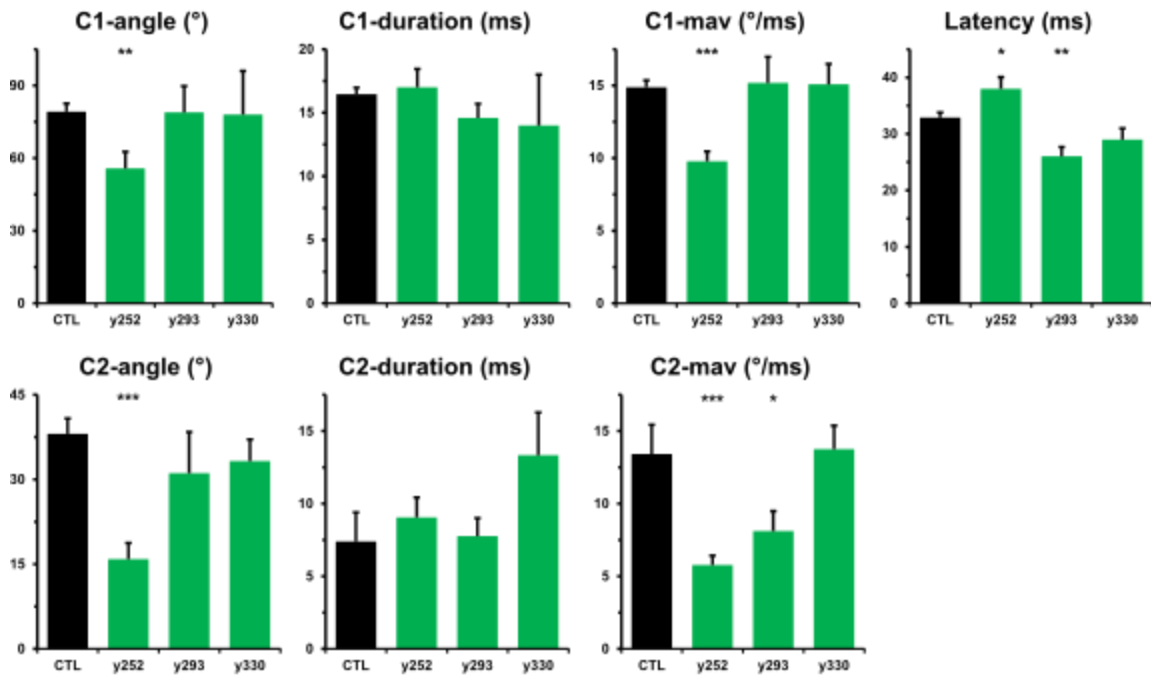 C1-angle (°)
**
90
60
30
0
CTL y252 y293 y330
C1-duration (ms)
20
15
10
5
0
CTL y252 y293 y330
C1-mav (°/ms)
***
15
10
5
0
CTL y252 y293 y330
Latency (ms)
* **
40
30
20
10
0
CTL y252 y293 y330
C2-angle (°)
***
45
30
15
0
CTL y252 y293 y330
C2-duration (ms)
15
10
5
0
CTL y252 y293 y330
C2-mav (°/ms)
*** *
15
10
5
0
CTL y252 y293 y330